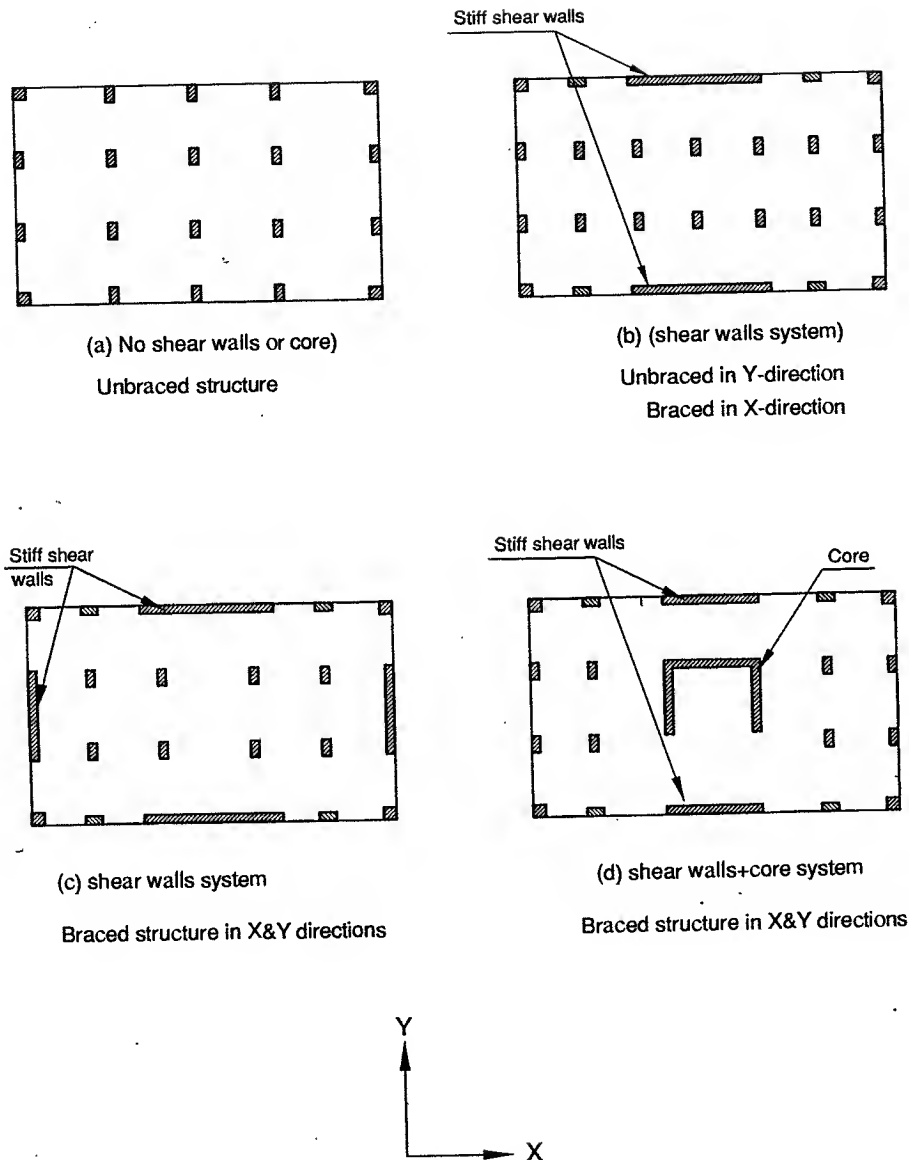 Stiff shear walls
(a) No shear walls or core)
Unbraced structure
(b) (shear walls system)
Unbraced in Y-direction
Braced in X-direction
Stiff shear
walls
(c) shear walls system
Braced structure in X&Y directions
Stiff shear walls
Core
(d) shear walls+core system
Braced structure in X&Y directions
Y
X